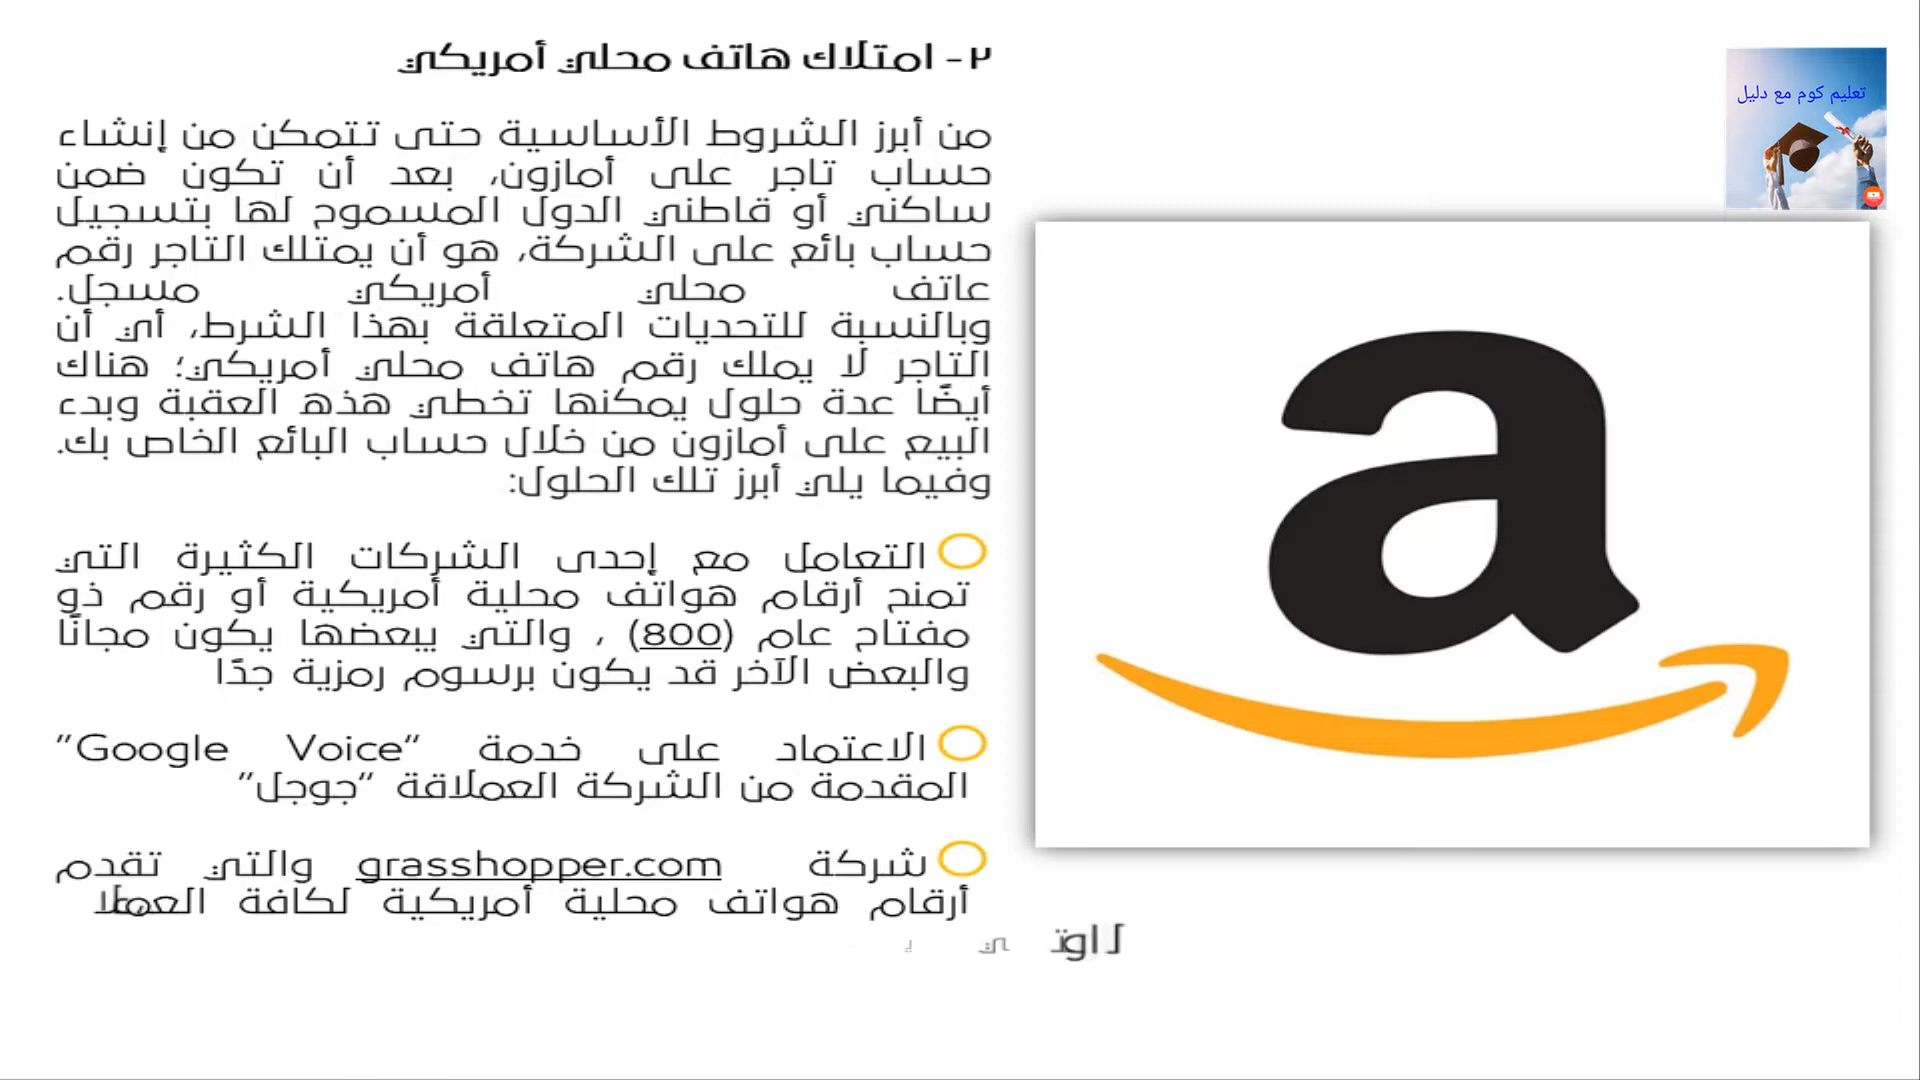 ٢- امتلاك هاتف محلي أمريكي
تعليم كوم مع دليل
من أبرز الشروط الأساسية حتى تتمكن من إنشاء
حساب تاجر على أمازون، بعد أن تكون ضمن
ساكني أو قاطني الدول المسموح لها بتسجيل
حساب بائع على الشركة، هو أن يمتلك التاجر رقم
عاتف محلي أمريكي مسجل.
وبالنسبة للتحديات المتعلقة بهذا الشرط، أي أن
التاجر لا يملك رقم هاتف محلي أمريكي؛ هناك
أيضًا عدة حلول يمكنها تخطي هذه العقبة وبدء
البيع على أمازون من خلال حساب البائع الخاص بك.
وفيما يلي أبرز تلك الحلول:
التعامل مع إحدى الشركات الكثيرة التي
تمنح أرقام هواتف محلية أمريكية أو رقم ذو
مفتاح عام (800) ، والتي ببعضها يكون مجانًا
والبعض الآخر قد يكون برسوم رمزية جدًا
الاعتماد على خدمة “Google Voice”
المقدمة من الشركة العملاقة “جوجل”
شركة grasshopper.com والتي تقدم
أرقام هواتف محلية أمريكية لكافة
a